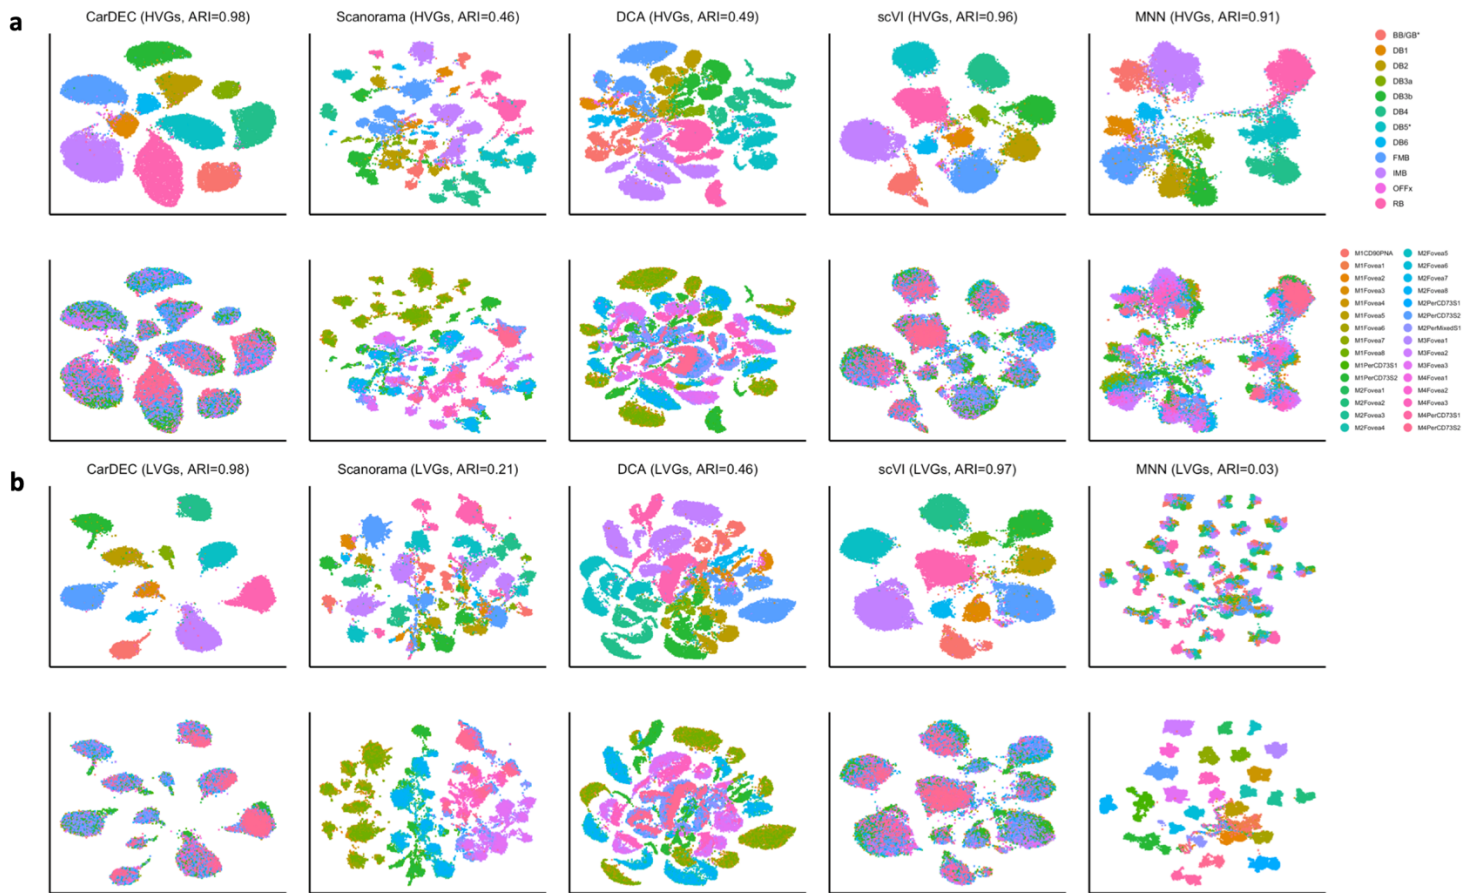 a
CarDEC (HVGs, ARI=0.98)
Scanorama (HVGs, ARI=0.46)
DCA (HVGs, ARI=0.49)
scVI (HVGs, ARI=0.96)
MNN (HVGs, ARI=0.91)
BB/GB*
DB1
DB2
DB3a
DB3b
DB4
DB5*
DB6
FMB
IMB
OFFx
RB
M1CD90PNA
M1Fovea1
M1Fovea2
M1Fovea3
M1Fovea4
M1Fovea5
M1Fovea6
M1Fovea7
M1Fovea8
M1PerCD73S1
M1PerCD73S2
M2Fovea1
M2Fovea2
M2Fovea3
M2Fovea4
M2Fovea5
M2Fovea6
M2Fovea7
M2Fovea8
M2PerCD73S1
M2PerCD73S2
M2PerMixedS1
M3Fovea1
M3Fovea2
M3Fovea3
M4Fovea1
M4Fovea2
M4Fovea3
M4PerCD73S1
M4PerCD73S2
b
CarDEC (LVGs, ARI=0.98)
Scanorama (LVGs, ARI=0.21)
DCA (LVGs, ARI=0.46)
scVI (LVGs, ARI=0.97)
MNN (LVGs, ARI=0.03)